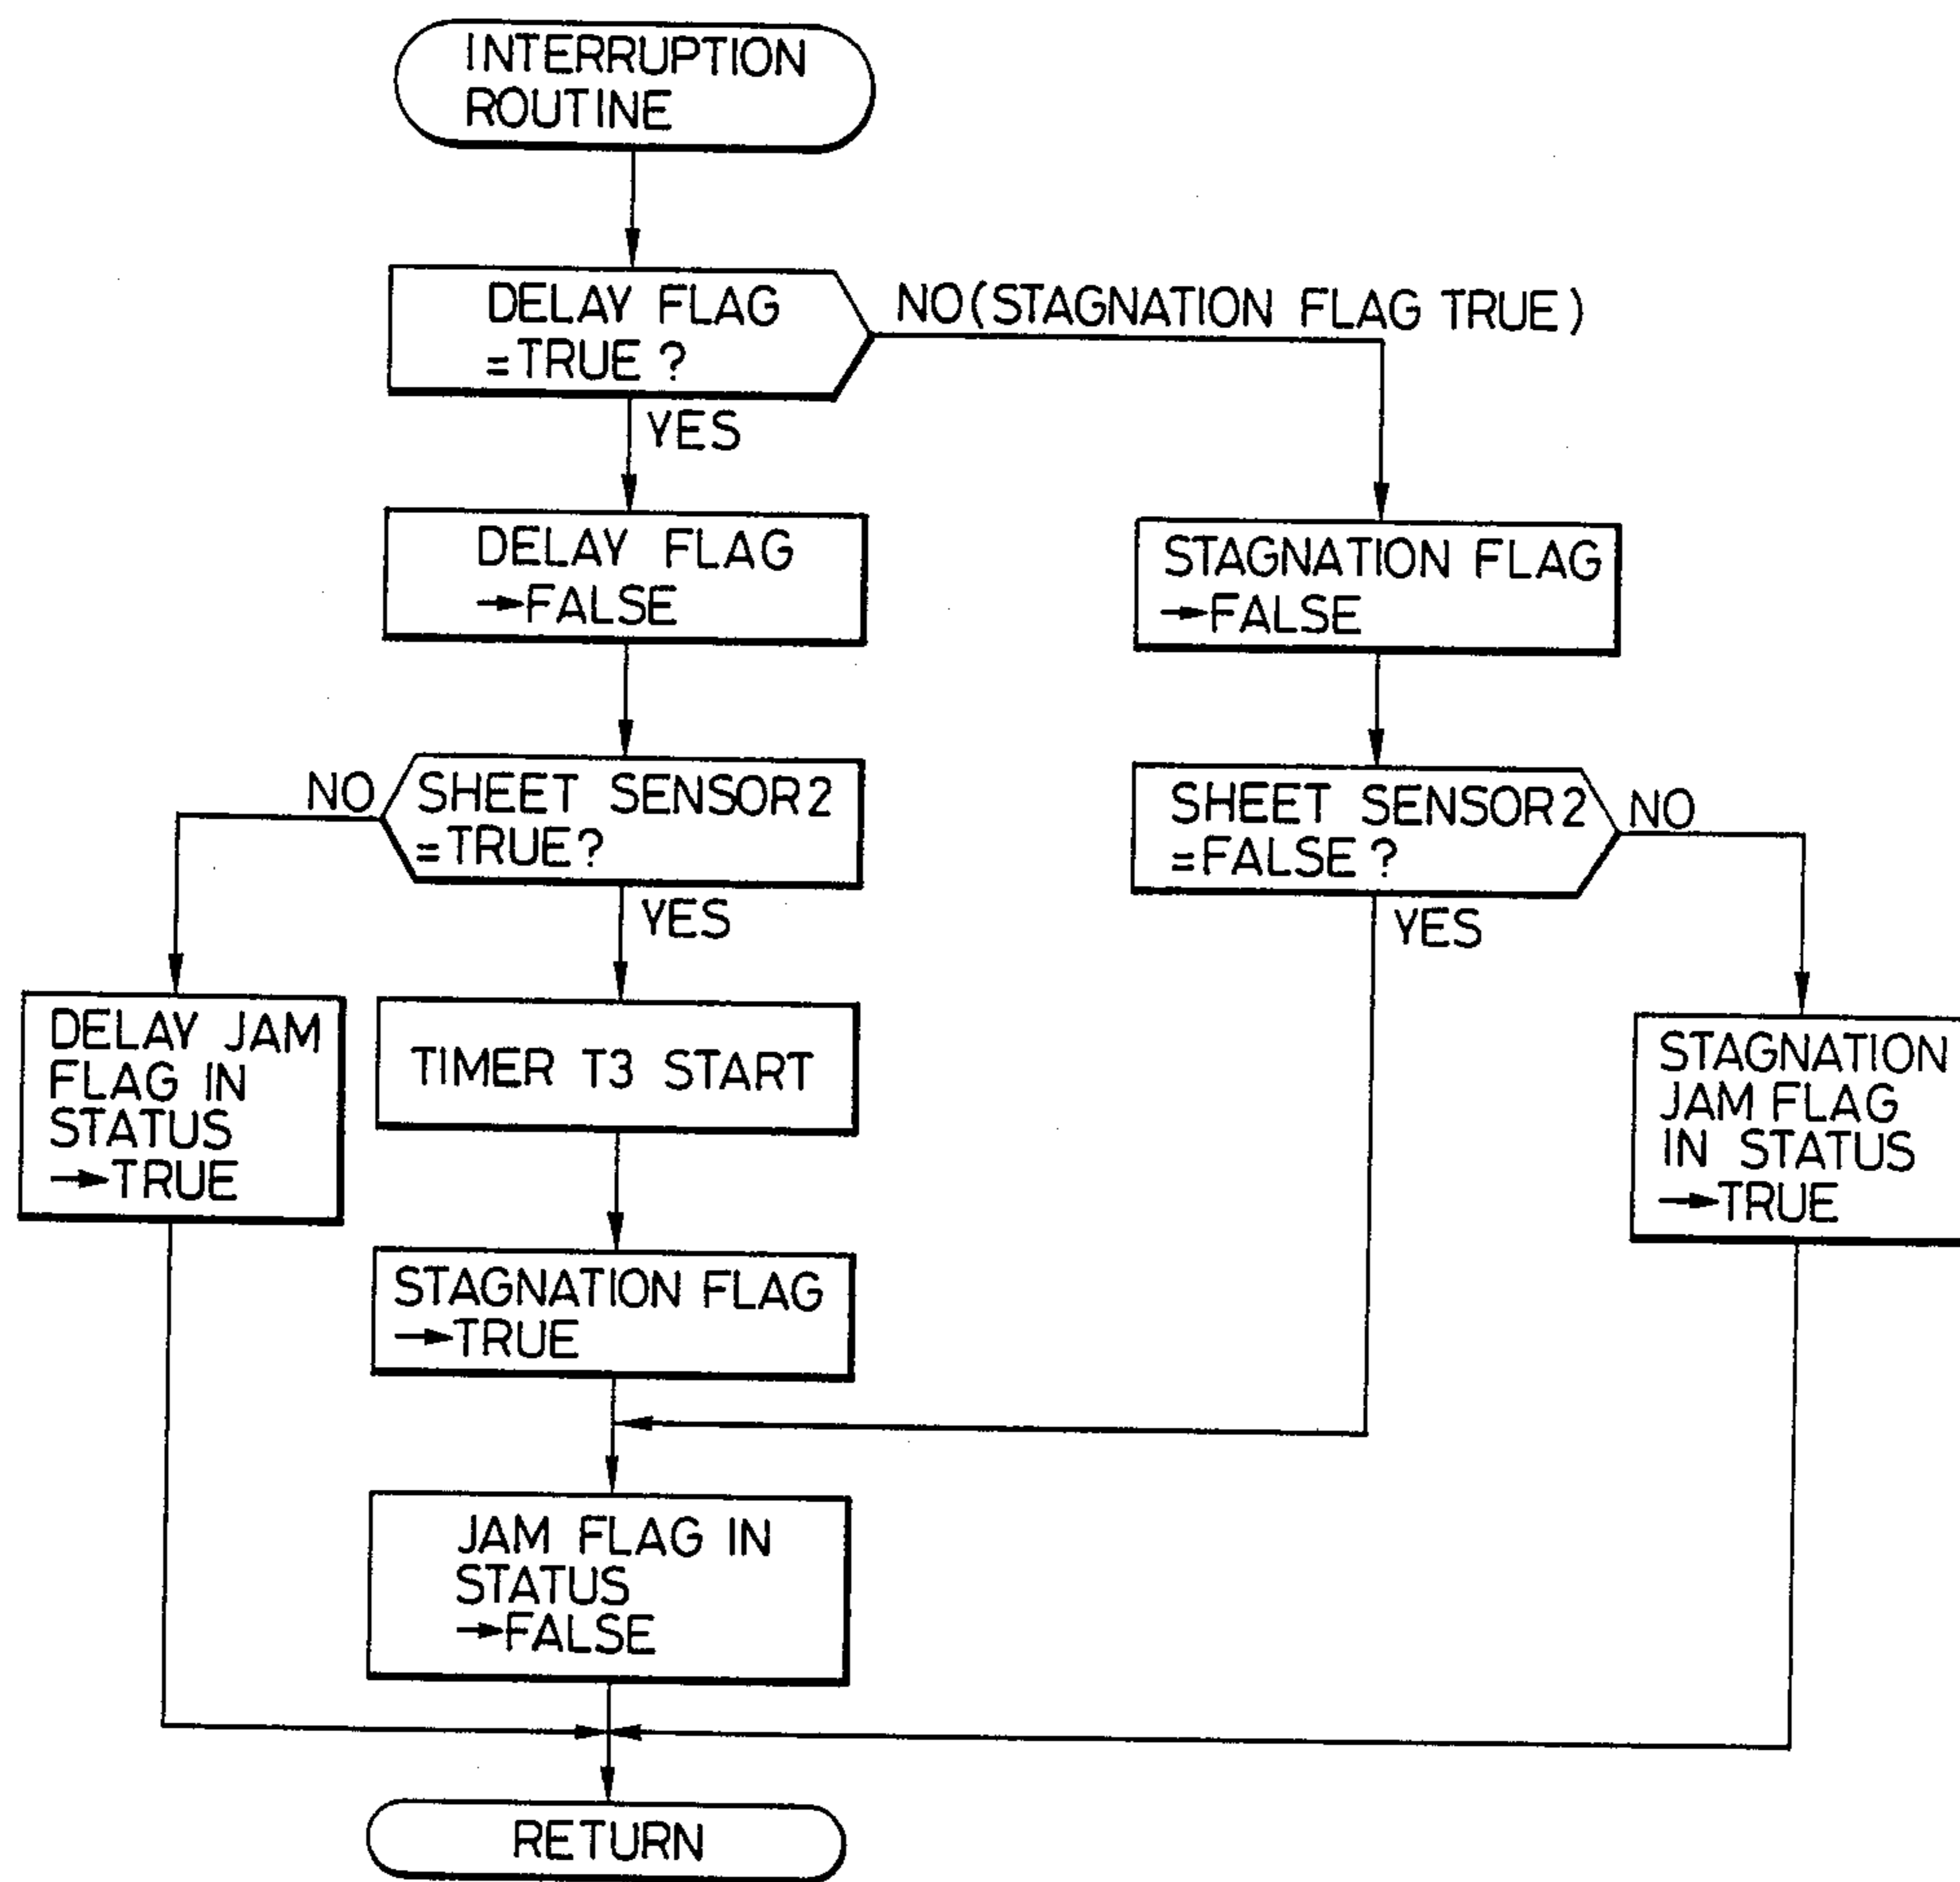 INTERRUPTION
ROUTINE
DELAY FLAG
=TRUE ?
NO(STAGNATION FLAG TRUE)
YES
DELAY FLAG
→FALSE
STAGNATION FLAG
→FALSE
NO
SHEET SENSOR2
=TRUE?
YES
SHEET SENSOR2
=FALSE ?
NO
YES
DELAY JAM
FLAG IN
STATUS
→TRUE
TIMER T3 START
STAGNATION
JAM FLAG
IN STATUS
→TRUE
STAGNATION FLAG
→TRUE
JAM FLAG IN
STATUS
→FALSE
RETURN